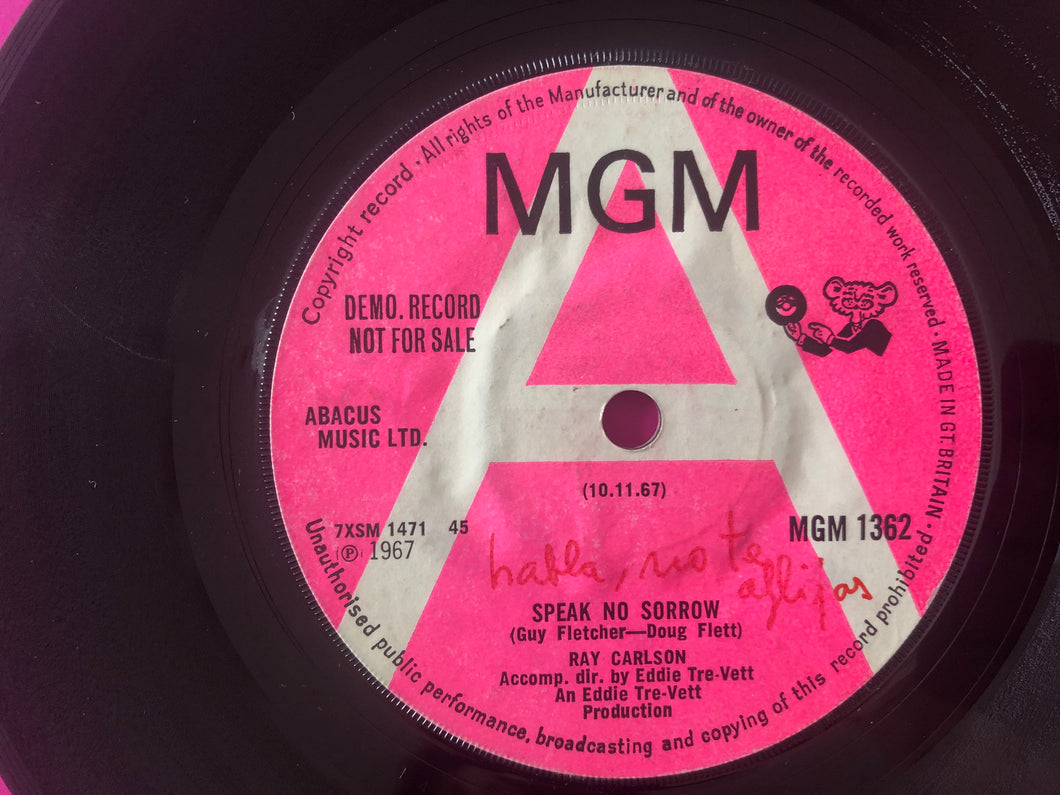 Copyright record · All rights of the Manufacturer and of the owner of the recorded work reserved · MADE IN GT. BRITAIN
MGM
DEMO. RECORD
NOT FOR SALE
ABACUS
MUSIC LTD.
(10.11.67)
7XSM 1471 45
Ⓟ 1967
MGM 1362
habla, no te
aflijas
SPEAK NO SORROW
(Guy Fletcher—Doug Flett)
RAY CARLSON
Accomp. dir. by Eddie Tre-Vett
An Eddie Tre-Vett
Production
Unauthorised public performance, broadcasting and copying of this record prohibited ·